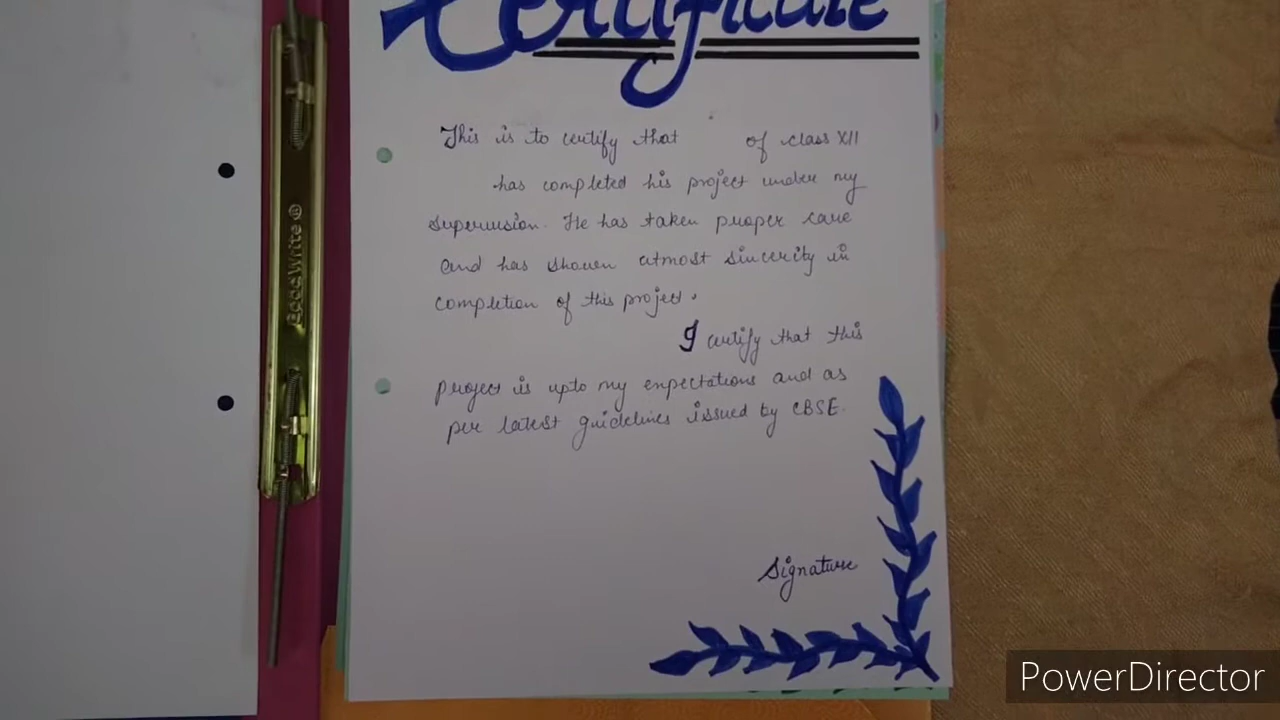 Certificate
This is to certify that of class XII
has completed his project under my
supervision. He has taken proper care
and has shown atmost sincerity in
completion of this project.
I certify that this
project is upto my expectations and as
per latest guidelines issued by CBSE.
Signature
GoodWrite
PowerDirector